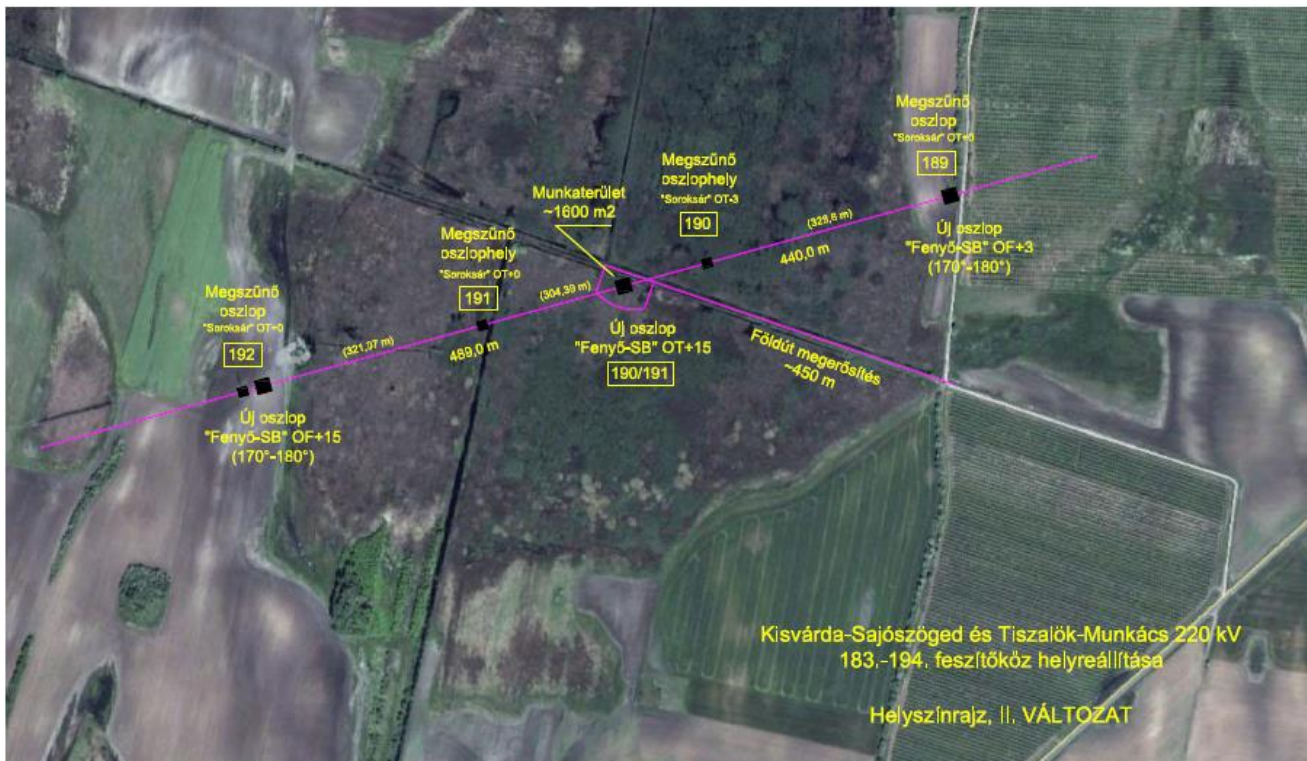 Megszűnő
oszlop
"Soroksár" OT+0
189
Megszűnő
oszlophely
"Soroksár" OT-3
190
Munkaterület
~1600 m2
(328,6 m)
440,0 m
Új oszlop
"Fenyő-SB" OF+3
(170°-180°)
Megszűnő
oszlophely
"Soroksár" OT+0
191
(304,39 m)
Új oszlop
"Fenyő-SB" OT+15
190/191
Földút megerősítés
~450 m
Megszűnő
oszlop
"Soroksár" OT+0
192
(321,97 m)
489,0 m
Új oszlop
"Fenyő-SB" OF+15
(170°-180°)
Kisvárda-Sajószöged és Tiszalök-Munkács 220 kV
183.-194. feszítőköz helyreállítása
Helyszínrajz, II. VÁLTOZAT